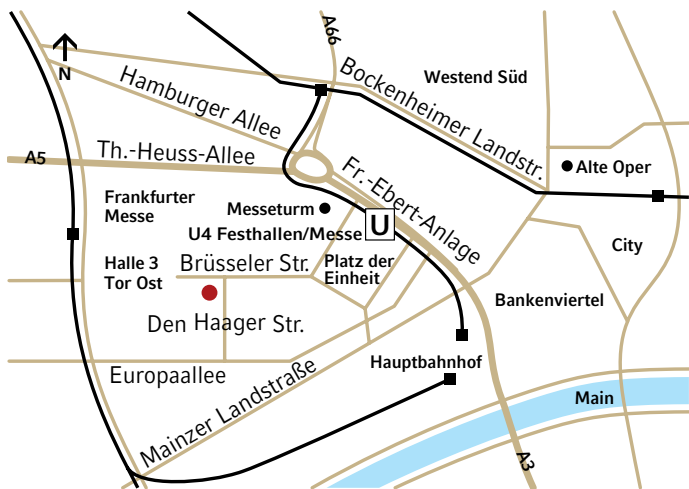 A66
N
Westend Süd
Hamburger Allee
Bockenheimer Landstr.
A5
Th.-Heuss-Allee
Alte Oper
Fr.-Ebert-Anlage
Frankfurter
Messe
Messeturm
U
U4 Festhallen/Messe
City
Halle 3
Tor Ost
Brüsseler Str.
Platz der
Einheit
Bankenviertel
Den Haager Str.
Hauptbahnhof
Europaallee
Mainzer Landstraße
Main
A3